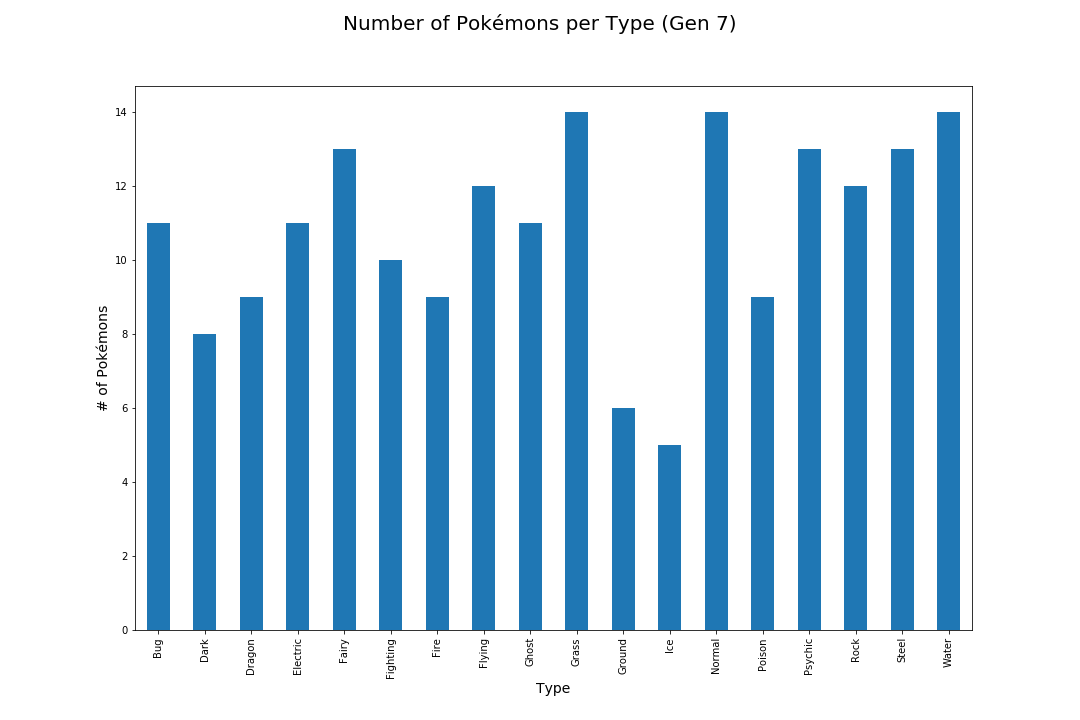 Number of Pokémons per Type (Gen 7)
# of Pokémons
14
12
10
8
6
4
2
0
Bug
Dark
Dragon
Electric
Fairy
Fighting
Fire
Flying
Ghost
Grass
Ground
Ice
Normal
Poison
Psychic
Rock
Steel
Water
Type